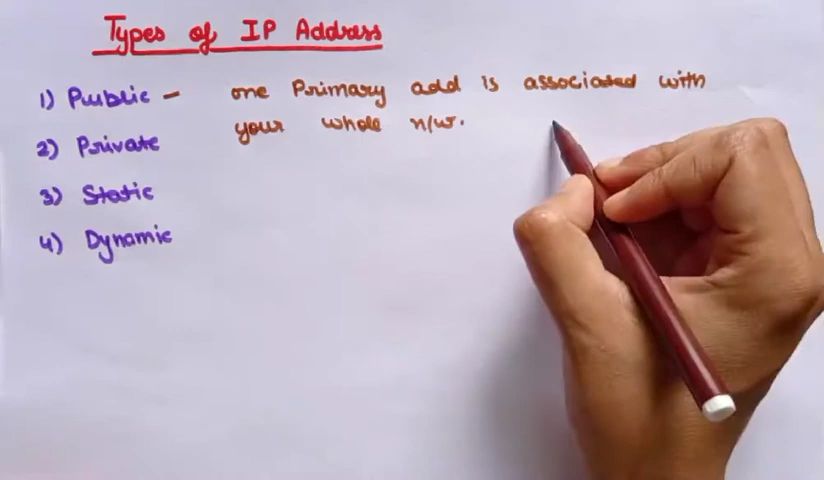 Types of IP Address
1) Public - one Primary add is associated with
your whole n/w.
2) Private
3) Static
4) Dynamic